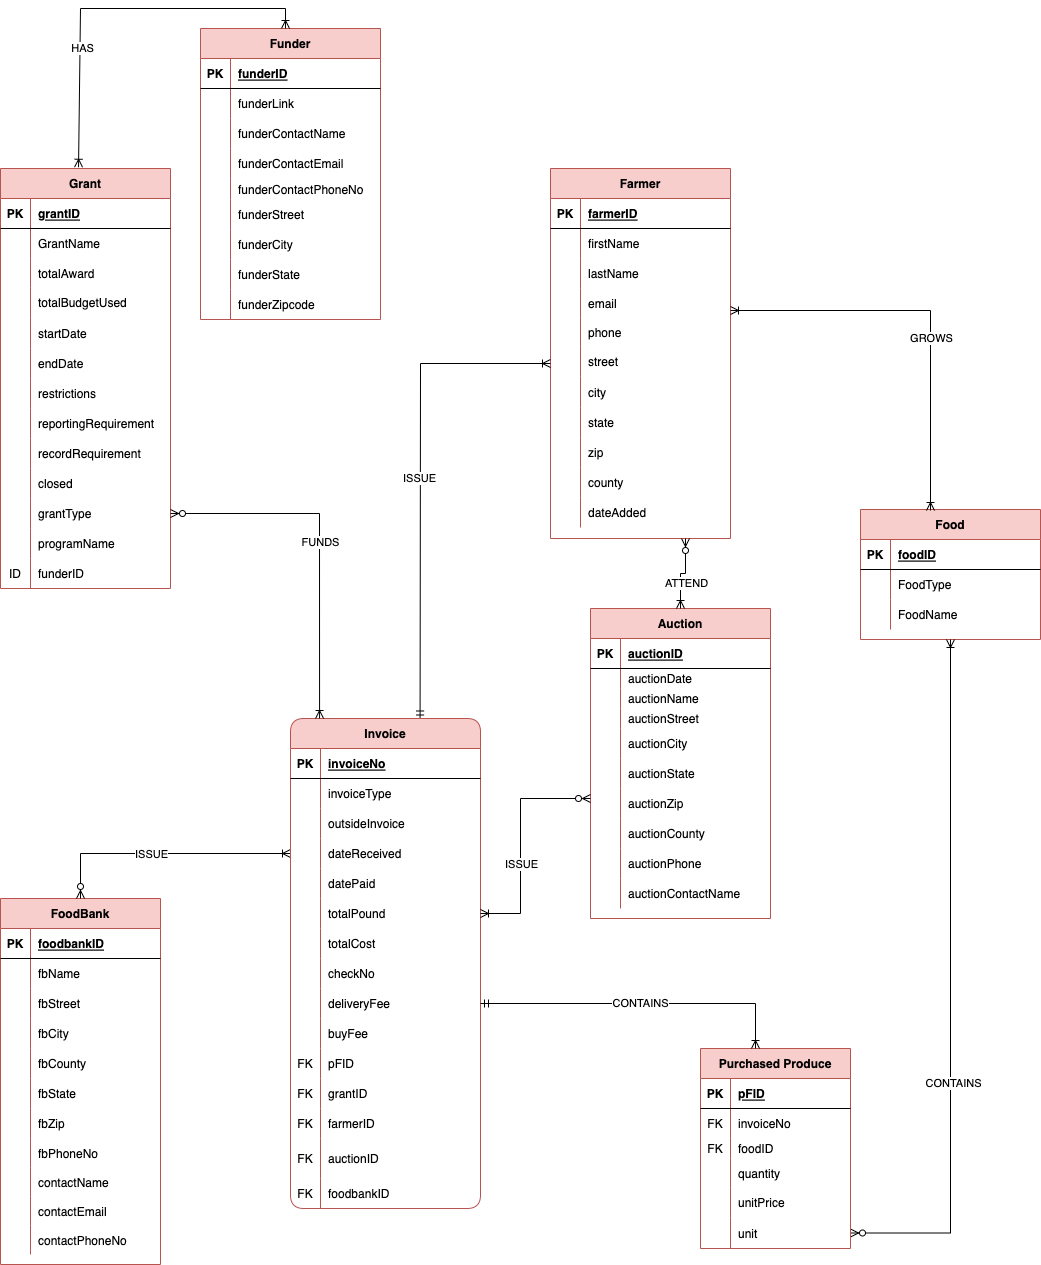 HAS
Funder
PK funderID
funderLink
funderContactName
funderContactEmail
funderContactPhoneNo
funderStreet
funderCity
funderState
funderZipcode
Grant
PK grantID
GrantName
totalAward
totalBudgetUsed
startDate
endDate
restrictions
reportingRequirement
recordRequirement
closed
grantType
programName
ID funderID
Farmer
PK farmerID
firstName
lastName
email
phone
street
city
state
zip
county
dateAdded
GROWS
ISSUE
FUNDS
ATTEND
Food
PK foodID
FoodType
FoodName
Auction
PK auctionID
auctionDate
auctionName
auctionStreet
auctionCity
auctionState
auctionZip
auctionCounty
auctionPhone
auctionContactName
Invoice
PK invoiceNo
invoiceType
outsideInvoice
dateReceived
datePaid
totalPound
totalCost
checkNo
deliveryFee
buyFee
FK pFID
FK grantID
FK farmerID
FK auctionID
FK foodbankID
ISSUE
ISSUE
FoodBank
PK foodbankID
fbName
fbStreet
fbCity
fbCounty
fbState
fbZip
fbPhoneNo
contactName
contactEmail
contactPhoneNo
CONTAINS
Purchased Produce
PK pFID
FK invoiceNo
FK foodID
quantity
unitPrice
unit
CONTAINS